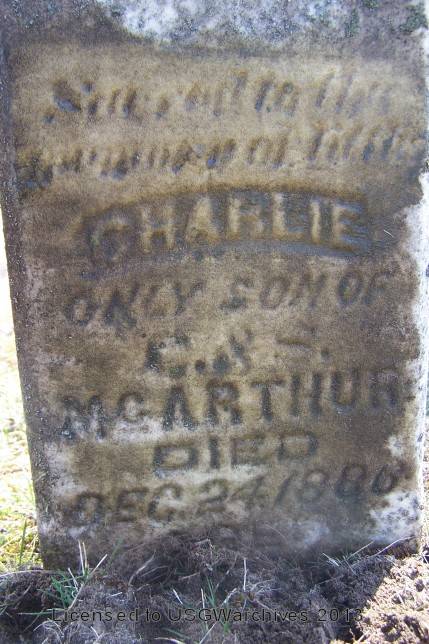 Sacred to the
memory of little
CHARLIE
ONLY SON OF
C. &
MCARTHUR
DIED
DEC 24, 1880
Licensed to USGWarchives 2013